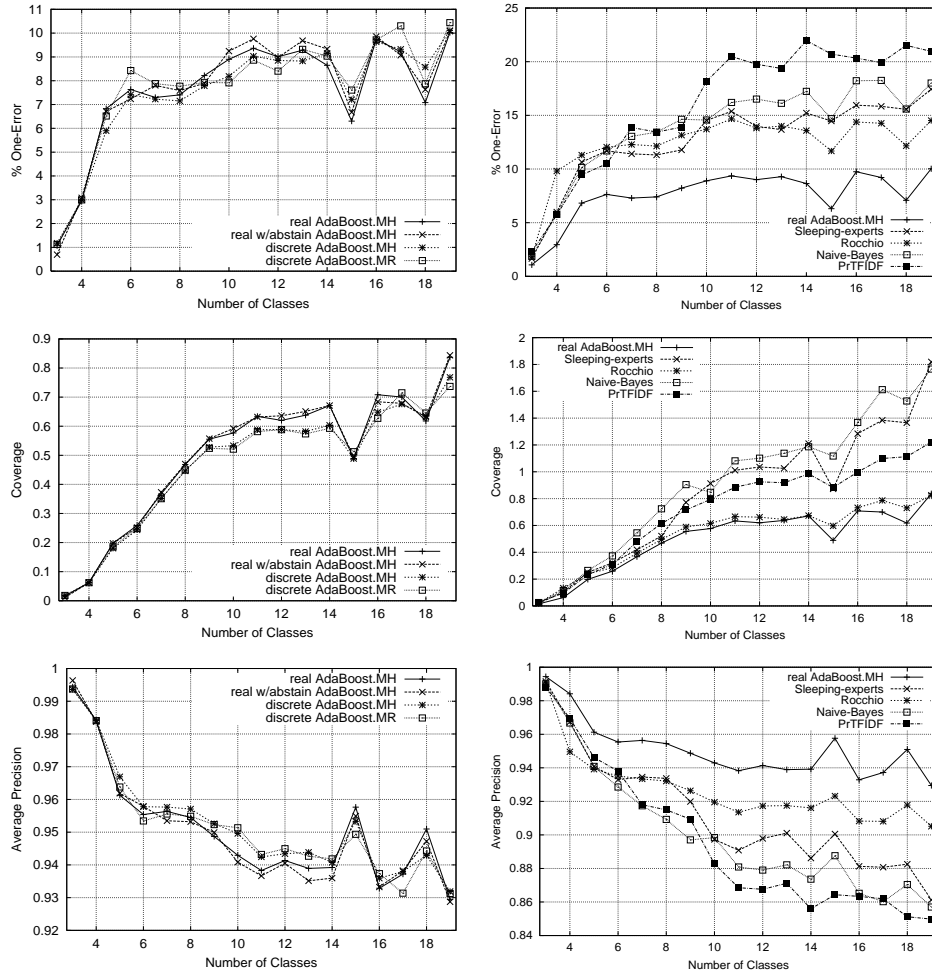 11
10
9
8
7
6
5
4
3
2
1
0
% One-Error
real AdaBoost.MH
real w/abstain AdaBoost.MH
discrete AdaBoost.MH
discrete AdaBoost.MR
4 6 8 10 12 14 16 18
Number of Classes
25
20
15
10
5
0
% One-Error
real AdaBoost.MH
Sleeping-experts
Rocchio
Naive-Bayes
PrTFIDF
4 6 8 10 12 14 16 18
Number of Classes
0.9
0.8
0.7
0.6
0.5
0.4
0.3
0.2
0.1
0
Coverage
real AdaBoost.MH
real w/abstain AdaBoost.MH
discrete AdaBoost.MH
discrete AdaBoost.MR
4 6 8 10 12 14 16 18
Number of Classes
2
1.8
1.6
1.4
1.2
1
0.8
0.6
0.4
0.2
0
Coverage
real AdaBoost.MH
Sleeping-experts
Rocchio
Naive-Bayes
PrTFIDF
4 6 8 10 12 14 16 18
Number of Classes
1
0.99
0.98
0.97
0.96
0.95
0.94
0.93
0.92
Average Precision
real AdaBoost.MH
real w/abstain AdaBoost.MH
discrete AdaBoost.MH
discrete AdaBoost.MR
4 6 8 10 12 14 16 18
Number of Classes
1
0.98
0.96
0.94
0.92
0.9
0.88
0.86
0.84
Average Precision
real AdaBoost.MH
Sleeping-experts
Rocchio
Naive-Bayes
PrTFIDF
4 6 8 10 12 14 16 18
Number of Classes